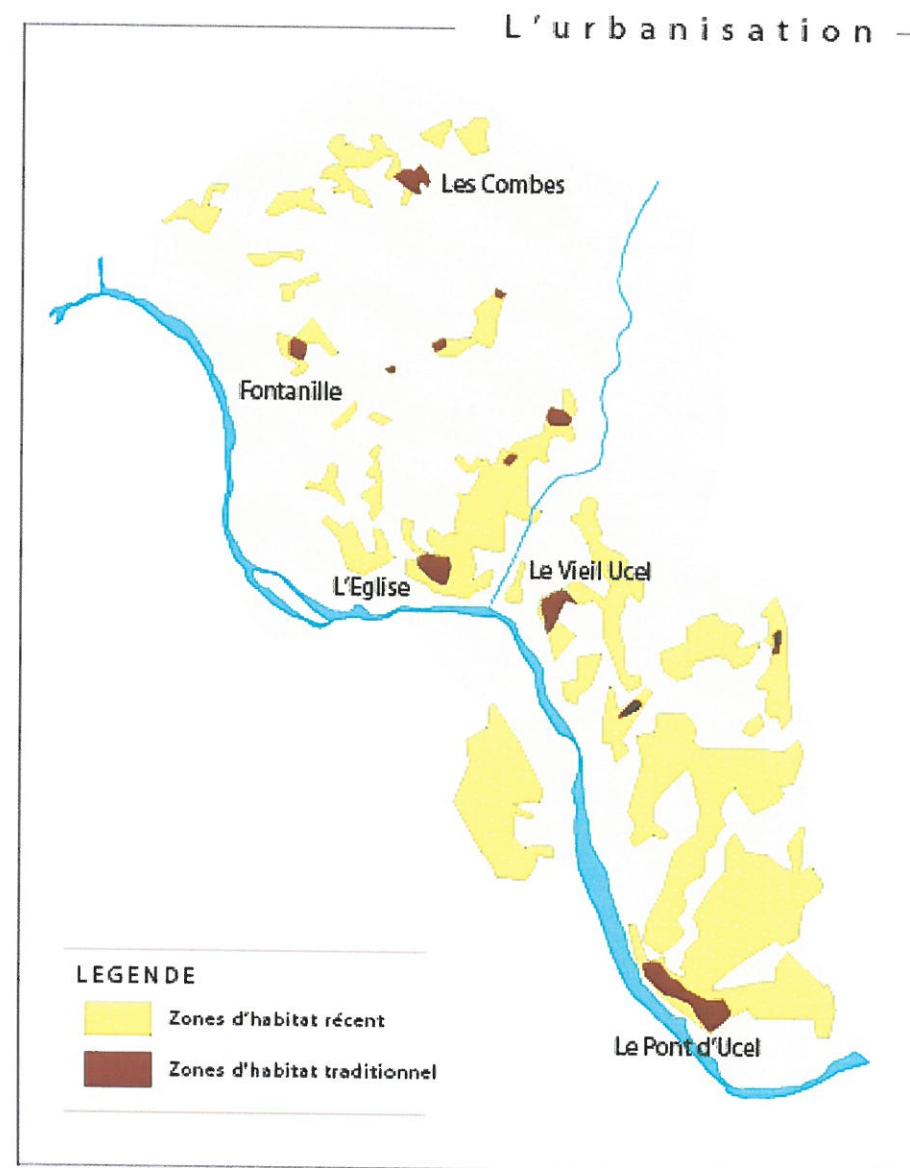 L'urbanisation
Les Combes
Fontanille
L'Eglise
Le Vieil Ucel
LEGENDE
Zones d'habitat récent
Zones d'habitat traditionnel
Le Pont d'Ucel